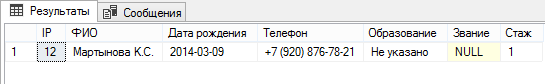 Результаты Сообщения
IP ФИО Дата рождения Телефон Образование Звание Стаж
1 12 Мартынова К.С. 2014-03-09 +7 (920) 876-78-21 Не указано NULL 1